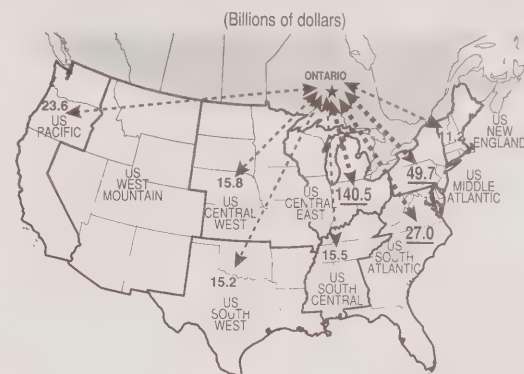 (Billions of dollars)
ONTARIO
23.6
US
PACIFIC
11.2
US
NEW
ENGLAND
US
WEST
MOUNTAIN
15.8
US
CENTRAL
WEST
US
CENTRAL
EAST
140.5
49.7
US
MIDDLE
ATLANTIC
27.0
US
SOUTH
ATLANTIC
15.5
US
SOUTH
CENTRAL
15.2
US
SOUTH
WEST